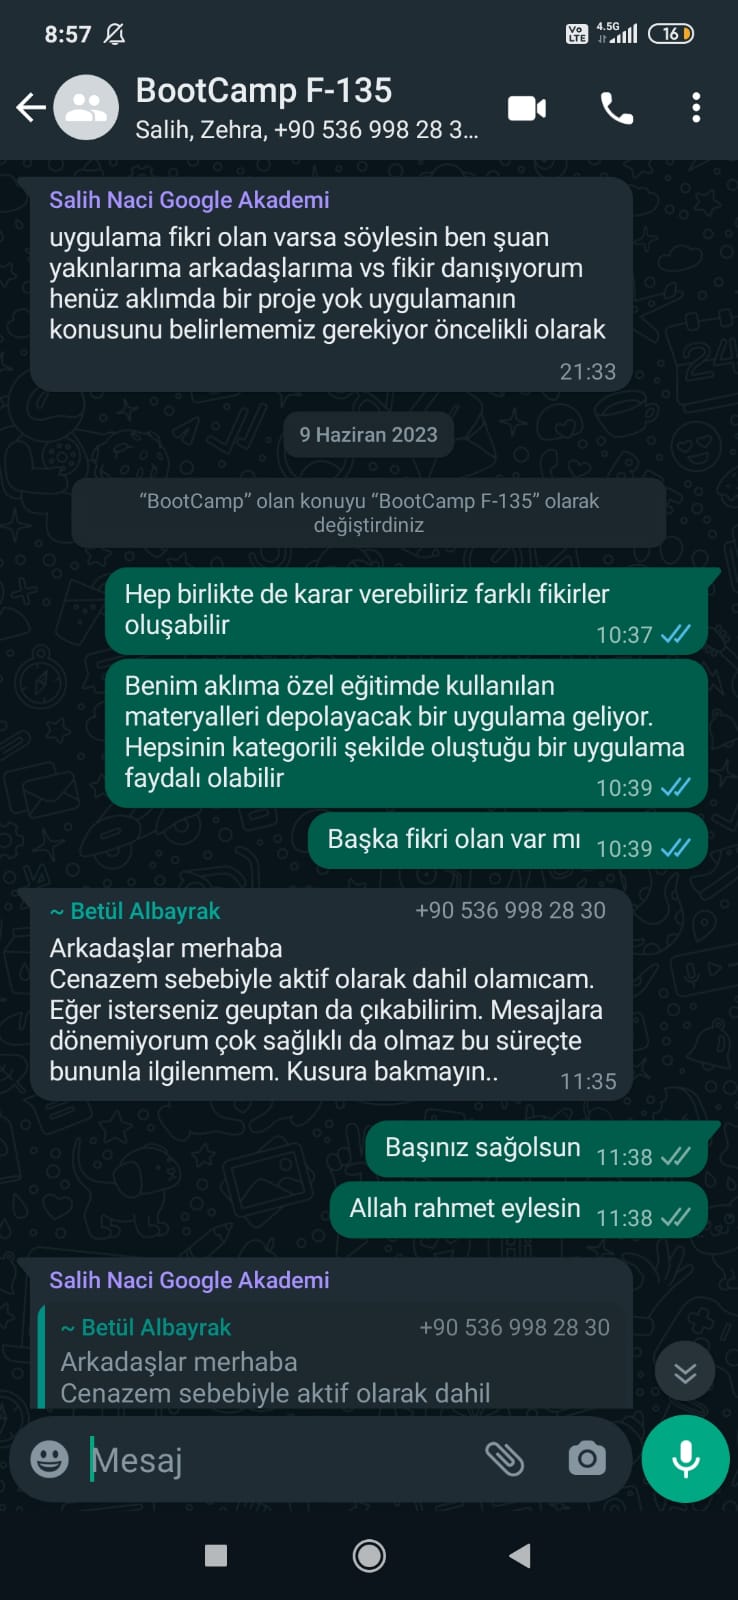 8:57
Vo LTE 4.5G 16
BootCamp F-135
Salih, Zehra, +90 536 998 28 3...
Salih Naci Google Akademi
uygulama fikri olan varsa söylesin ben şuan
yakınlarıma arkadaşlarıma vs fikir danışıyorum
henüz aklımda bir proje yok uygulamanın
konusunu belirlememiz gerekiyor öncelikli olarak
21:33
9 Haziran 2023
“BootCamp” olan konuyu “BootCamp F-135” olarak
değiştirdiniz
Hep birlikte de karar verebiliriz farklı fikirler
oluşabilir
10:37
Benim aklıma özel eğitimde kullanılan
materyalleri depolayacak bir uygulama geliyor.
Hepsinin kategorili şekilde oluştuğu bir uygulama
faydalı olabilir
10:39
Başka fikri olan var mı 10:39
~ Betül Albayrak +90 536 998 28 30
Arkadaşlar merhaba
Cenazem sebebiyle aktif olarak dahil olamıcam.
Eğer isterseniz geuptan da çıkabilirim. Mesajlara
dönemiyorum çok sağlıklı da olmaz bu süreçte
bununla ilgilenmem. Kusura bakmayın..
11:35
Başınız sağolsun 11:38
Allah rahmet eylesin 11:38
Salih Naci Google Akademi
~ Betül Albayrak +90 536 998 28 30
Arkadaşlar merhaba
Cenazem sebebiyle aktif olarak dahil
Mesaj